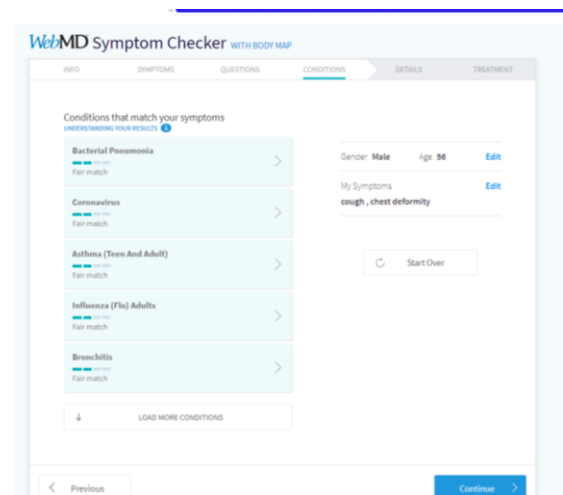 WebMD Symptom Checker WITH BODY MAP
INFO SYMPTOMS QUESTIONS CONDITIONS DETAILS TREATMENT
Conditions that match your symptoms
UNDERSTANDING YOUR RESULTS i
Bacterial Pneumonia
Fair match
Coronavirus
Fair match
Asthma (Teen And Adult)
Fair match
Influenza (Flu) Adults
Fair match
Bronchitis
Fair match
LOAD MORE CONDITIONS
Gender Male Age 56 Edit
My Symptoms Edit
cough , chest deformity
Start Over
Previous
Continue